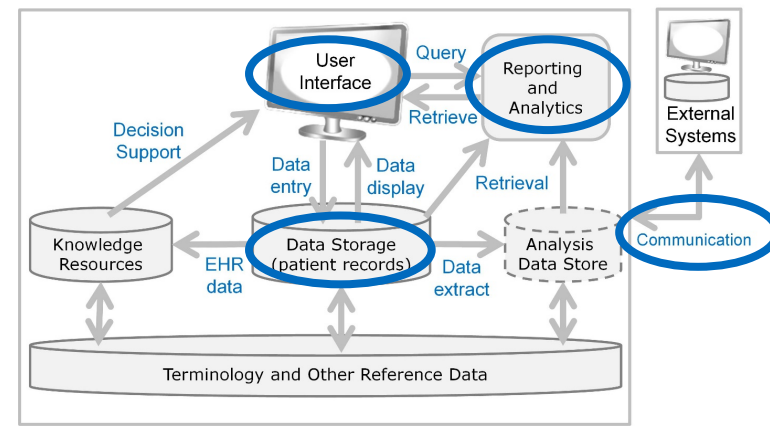 User
Interface
Query
Reporting
and
Analytics
Retrieve
External
Systems
Decision
Support
Data
entry
Data
display
Retrieval
Knowledge
Resources
EHR
data
Data Storage
(patient records)
Data
extract
Analysis
Data Store
Communication
Terminology and Other Reference Data